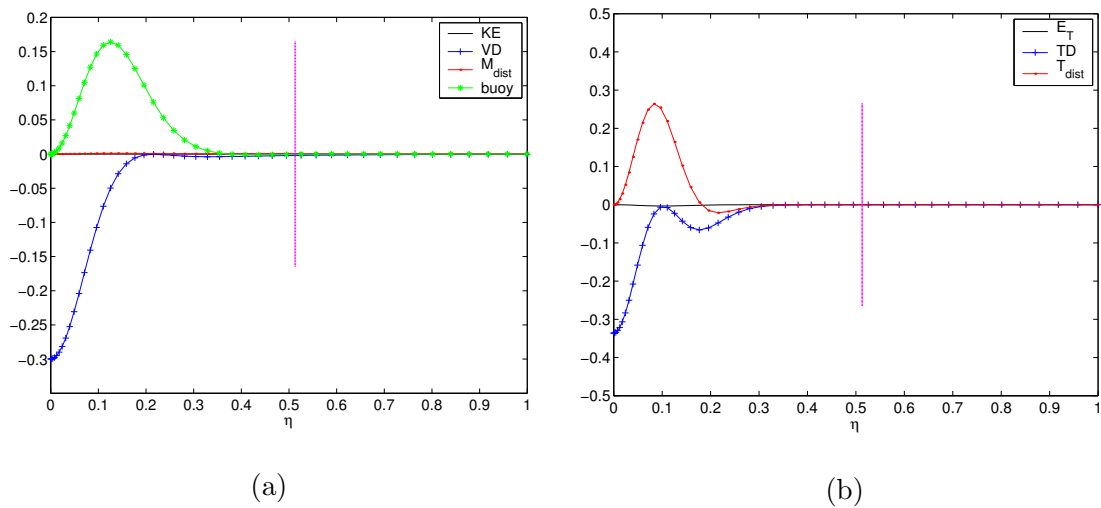 0.2
0.15
0.1
0.05
0
−0.05
−0.1
−0.15
−0.2
−0.25
−0.3
0 0.1 0.2 0.3 0.4 0.5 0.6 0.7 0.8 0.9 1
η
KE
VD
M_dist
buoy
(a)
0.5
0.4
0.3
0.2
0.1
0
−0.1
−0.2
−0.3
−0.4
−0.5
0 0.1 0.2 0.3 0.4 0.5 0.6 0.7 0.8 0.9 1
η
E_T
TD
T_dist
(b)